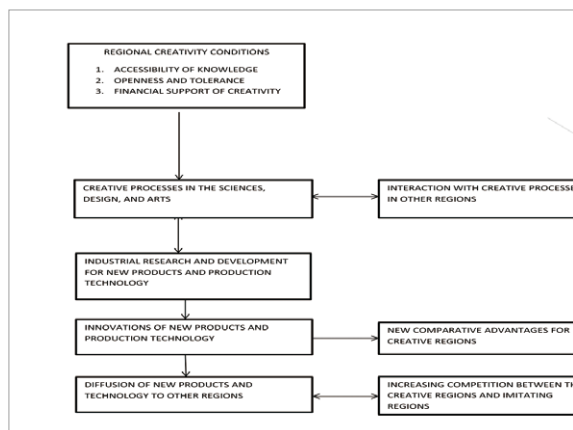 REGIONAL CREATIVITY CONDITIONS
1. ACCESSIBILITY OF KNOWLEDGE
2. OPENNESS AND TOLERANCE
3. FINANCIAL SUPPORT OF CREATIVITY
CREATIVE PROCESSES IN THE SCIENCES,
DESIGN, AND ARTS
INTERACTION WITH CREATIVE PROCESSE
IN OTHER REGIONS
INDUSTRIAL RESEARCH AND DEVELOPMENT
FOR NEW PRODUCTS AND PRODUCTION
TECHNOLOGY
INNOVATIONS OF NEW PRODUCTS AND
PRODUCTION TECHNOLOGY
NEW COMPARATIVE ADVANTAGES FOR
CREATIVE REGIONS
DIFFUSION OF NEW PRODUCTS AND
TECHNOLOGY TO OTHER REGIONS
INCREASING COMPETITION BETWEEN TH
CREATIVE REGIONS AND IMITATING
REGIONS